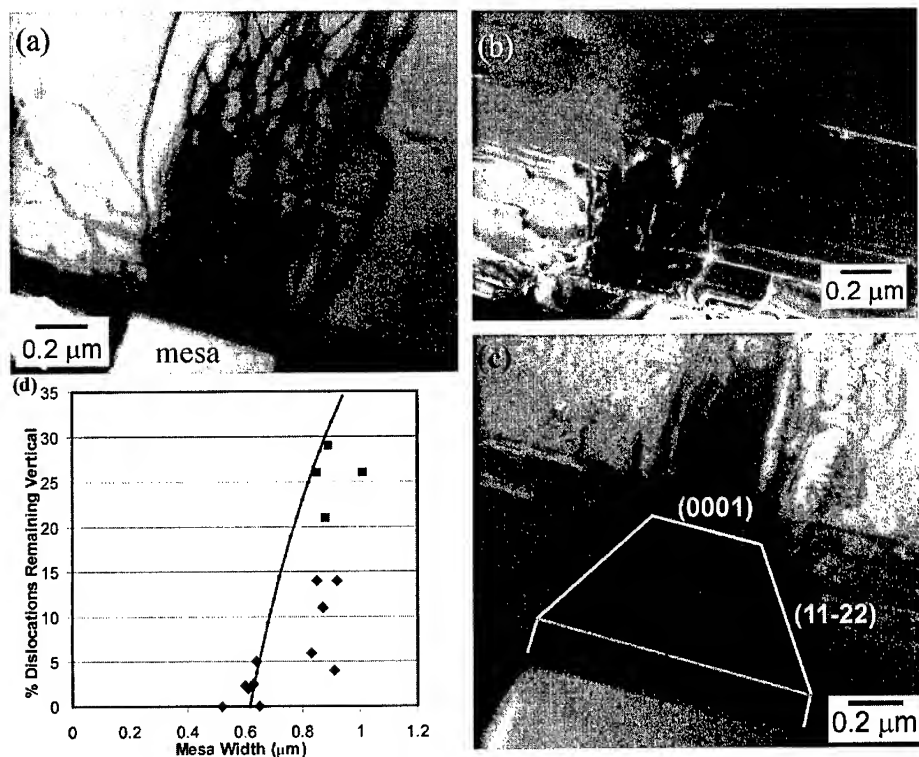 (a)
0.2 μm
mesa
(b)
0.2 μm
(c)
(0001)
(11-22)
0.2 μm
(d)
% Dislocations Remaining Vertical
35
30
25
20
15
10
5
0
0 0.2 0.4 0.6 0.8 1 1.2
Mesa Width (μm)